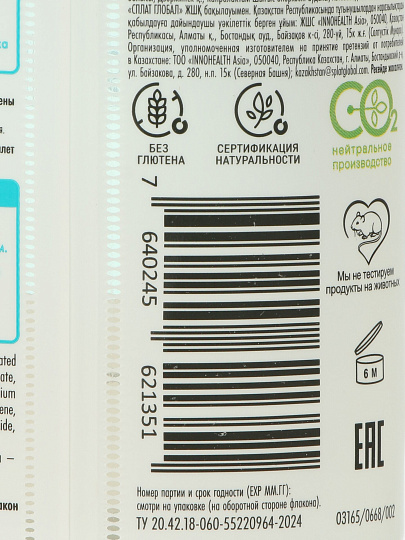 «СПЛАТ ГЛОБАЛ» ЖШҚ бақылауымен. Қазақстан Республикасында тұтынушылардан
қабылдауға дайындаушы уәкілеттік берген ұйым: ЖШС «INNOHEALTH Asia», 050040, Қазақстан
Республикасы, Алматы қ., Бостандық ауд., Байзақов к-сі, 280-үй, 15к ж.ғ. (Солтүстік
Организация, уполномоченная изготовителем на принятие претензий от потребителей
в Казахстане: ТОО «INNOHEALTH Asia», 050040, Республика Казахстан, г. Алматы, Бостандыкский
ул. Байзакова, д. 280, н.п. 15к (Северная Башня); kazakhstan@splatglobal.com.
БЕЗ
ГЛЮТЕНА
СЕРТИФИКАЦИЯ
НАТУРАЛЬНОСТИ
CO2
нейтральное
производство
7 640245 621351
Мы не тестируем
продукты на животных
6 M
EAC
Номер партии и срок годности (EXP ММ.ГГ):
смотри на упаковке (на оборотной стороне флакона).
ТУ 20.42.18-060-55220964-2024
03165/0668/002